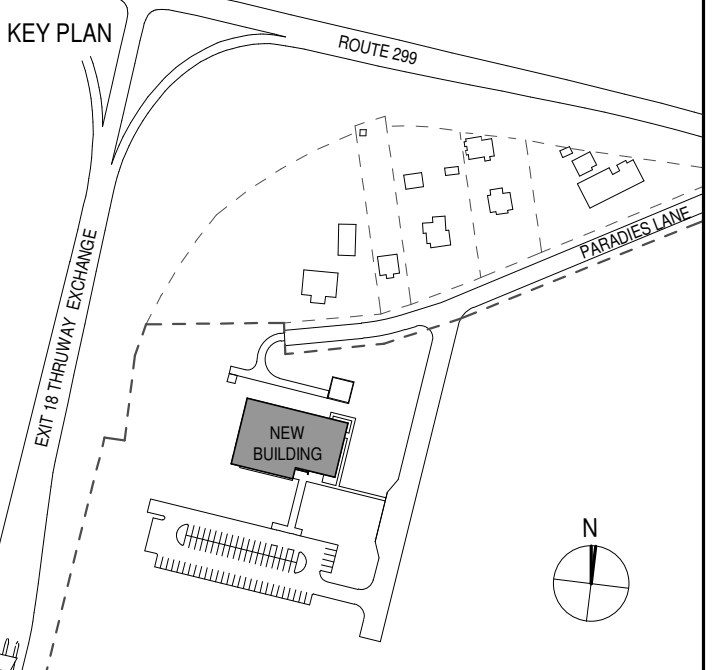 KEY PLAN
ROUTE 299
PARADIES LANE
EXIT 18 THRUWAY EXCHANGE
NEW
BUILDING
N